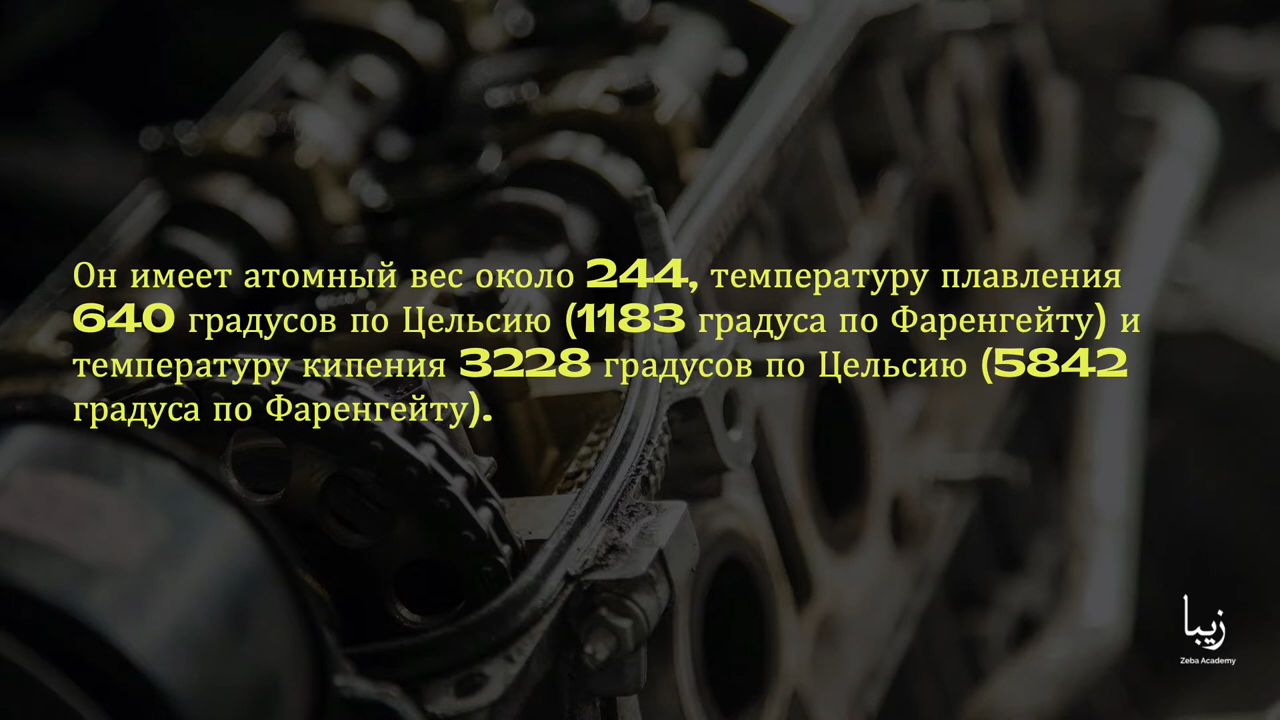 Он имеет атомный вес около 244, температуру плавления
640 градусов по Цельсию (1183 градуса по Фаренгейту) и
температуру кипения 3228 градусов по Цельсию (5842
градуса по Фаренгейту).
زيبا
Zeba Academy